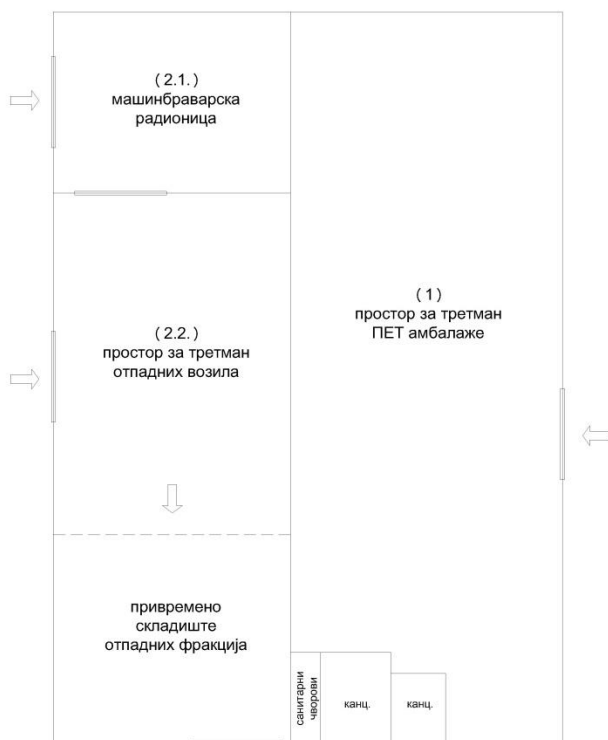 (2.1.)
машинбраварска
радионица
(1)
простор за третман
ПЕТ амбалаже
(2.2.)
простор за третман
отпадних возила
привремено
складиште
отпадних фракција
санитарни
чворови
канц.
канц.